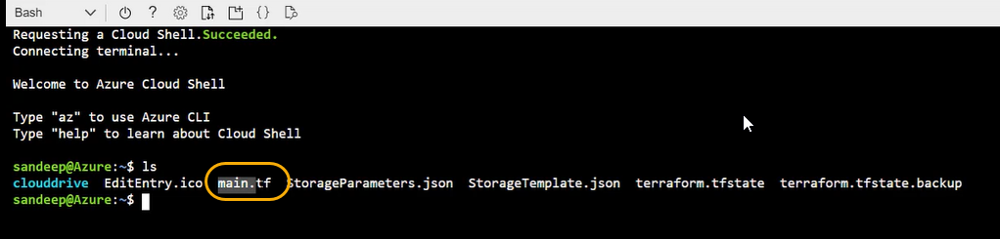 Bash
Requesting a Cloud Shell.Succeeded.
Connecting terminal...
Welcome to Azure Cloud Shell
Type "az" to use Azure CLI
Type "help" to learn about Cloud Shell
sandeep@Azure:~$ ls
clouddrive EditEntry.ico main.tf StorageParameters.json StorageTemplate.json terraform.tfstate terraform.tfstate.backup
sandeep@Azure:~$